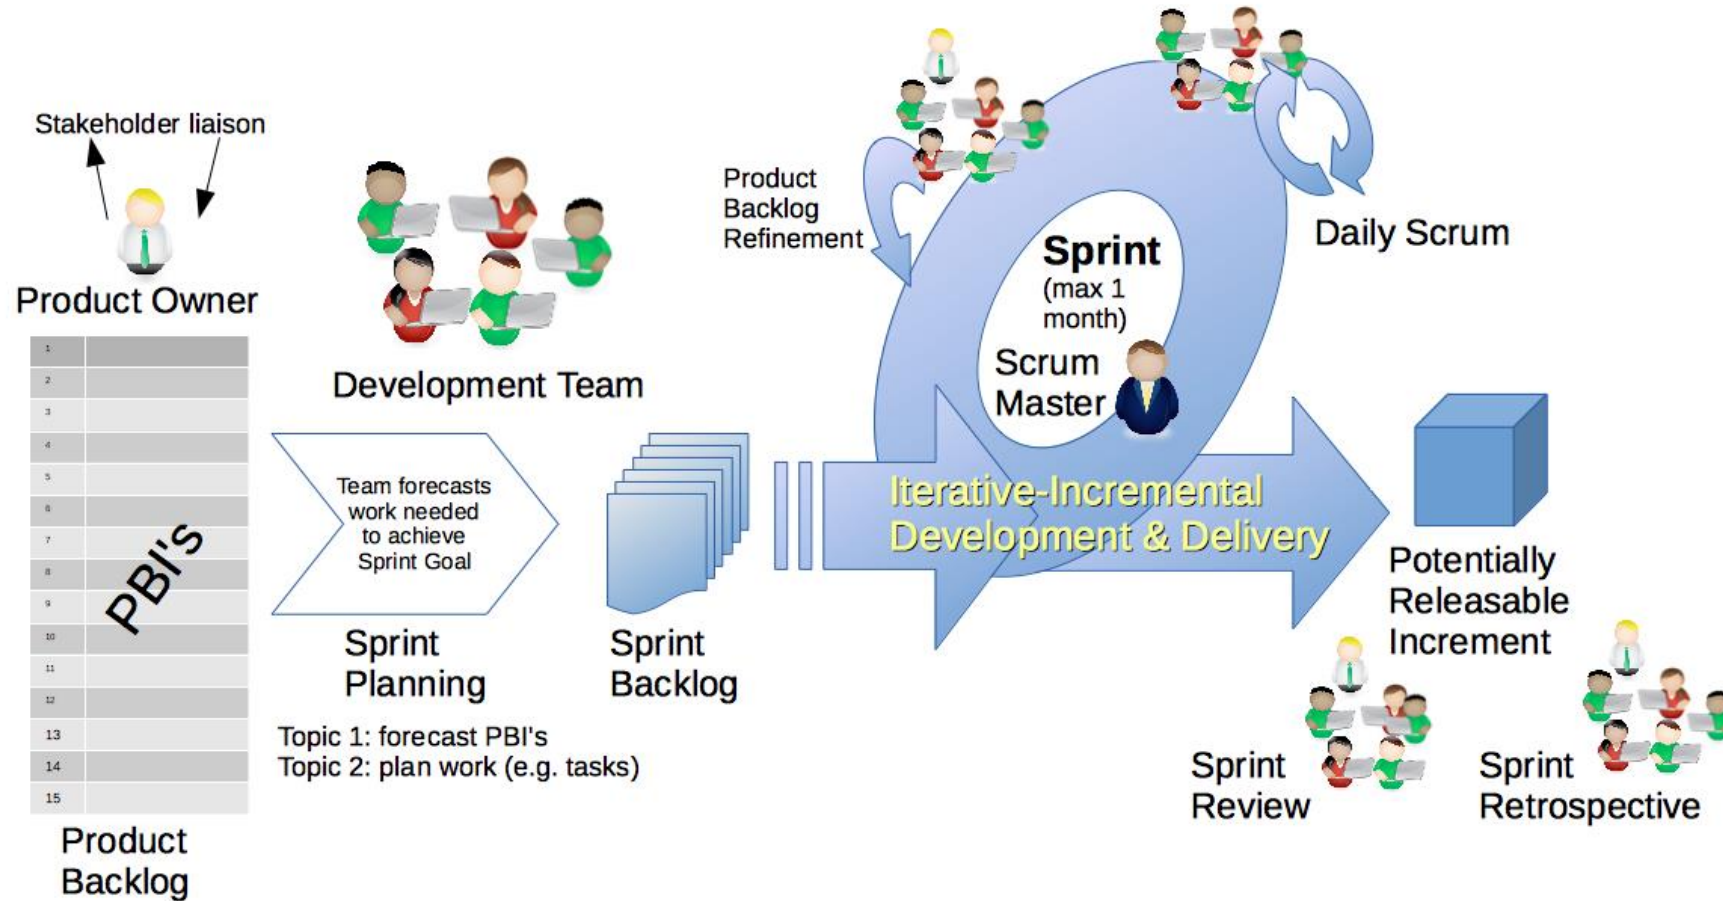 Stakeholder liaison
Product Owner
1
2
3
4
5
6
7
8
9
10
11
12
13
14
15
PBI's
Product
Backlog
Development Team
Team forecasts
work needed
to achieve
Sprint Goal
Sprint
Planning
Topic 1: forecast PBI's
Topic 2: plan work (e.g. tasks)
Sprint
Backlog
Product
Backlog
Refinement
Sprint
(max 1
month)
Scrum
Master
Daily Scrum
Iterative-Incremental
Development & Delivery
Potentially
Releasable
Increment
Sprint
Review
Sprint
Retrospective